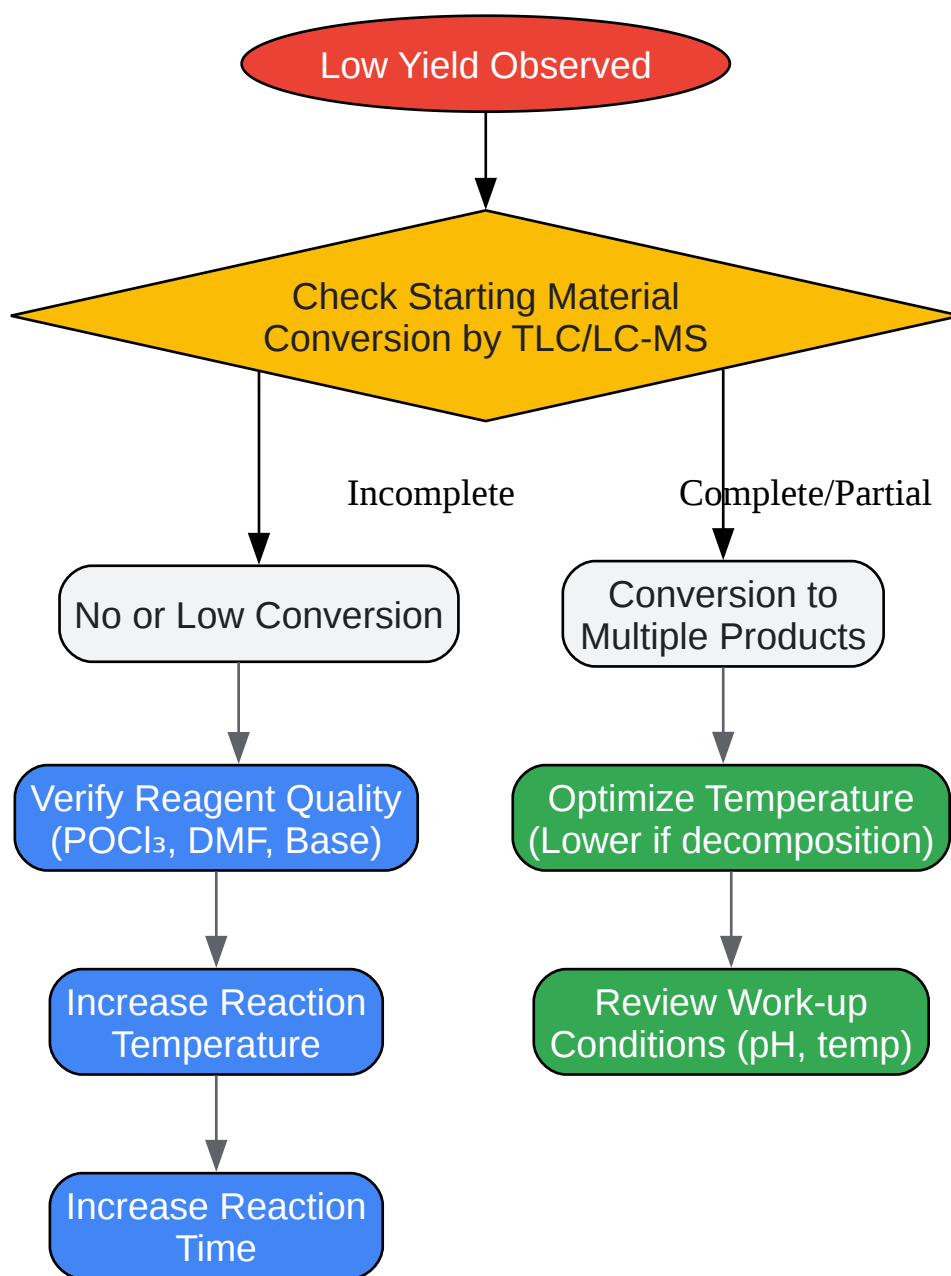 Low Yield Observed
Check Starting Material
Conversion by TLC/LC-MS
Incomplete
Complete/Partial
No or Low Conversion
Conversion to
Multiple Products
Verify Reagent Quality
(POCl₃, DMF, Base)
Optimize Temperature
(Lower if decomposition)
Increase Reaction
Temperature
Review Work-up
Conditions (pH, temp)
Increase Reaction
Time